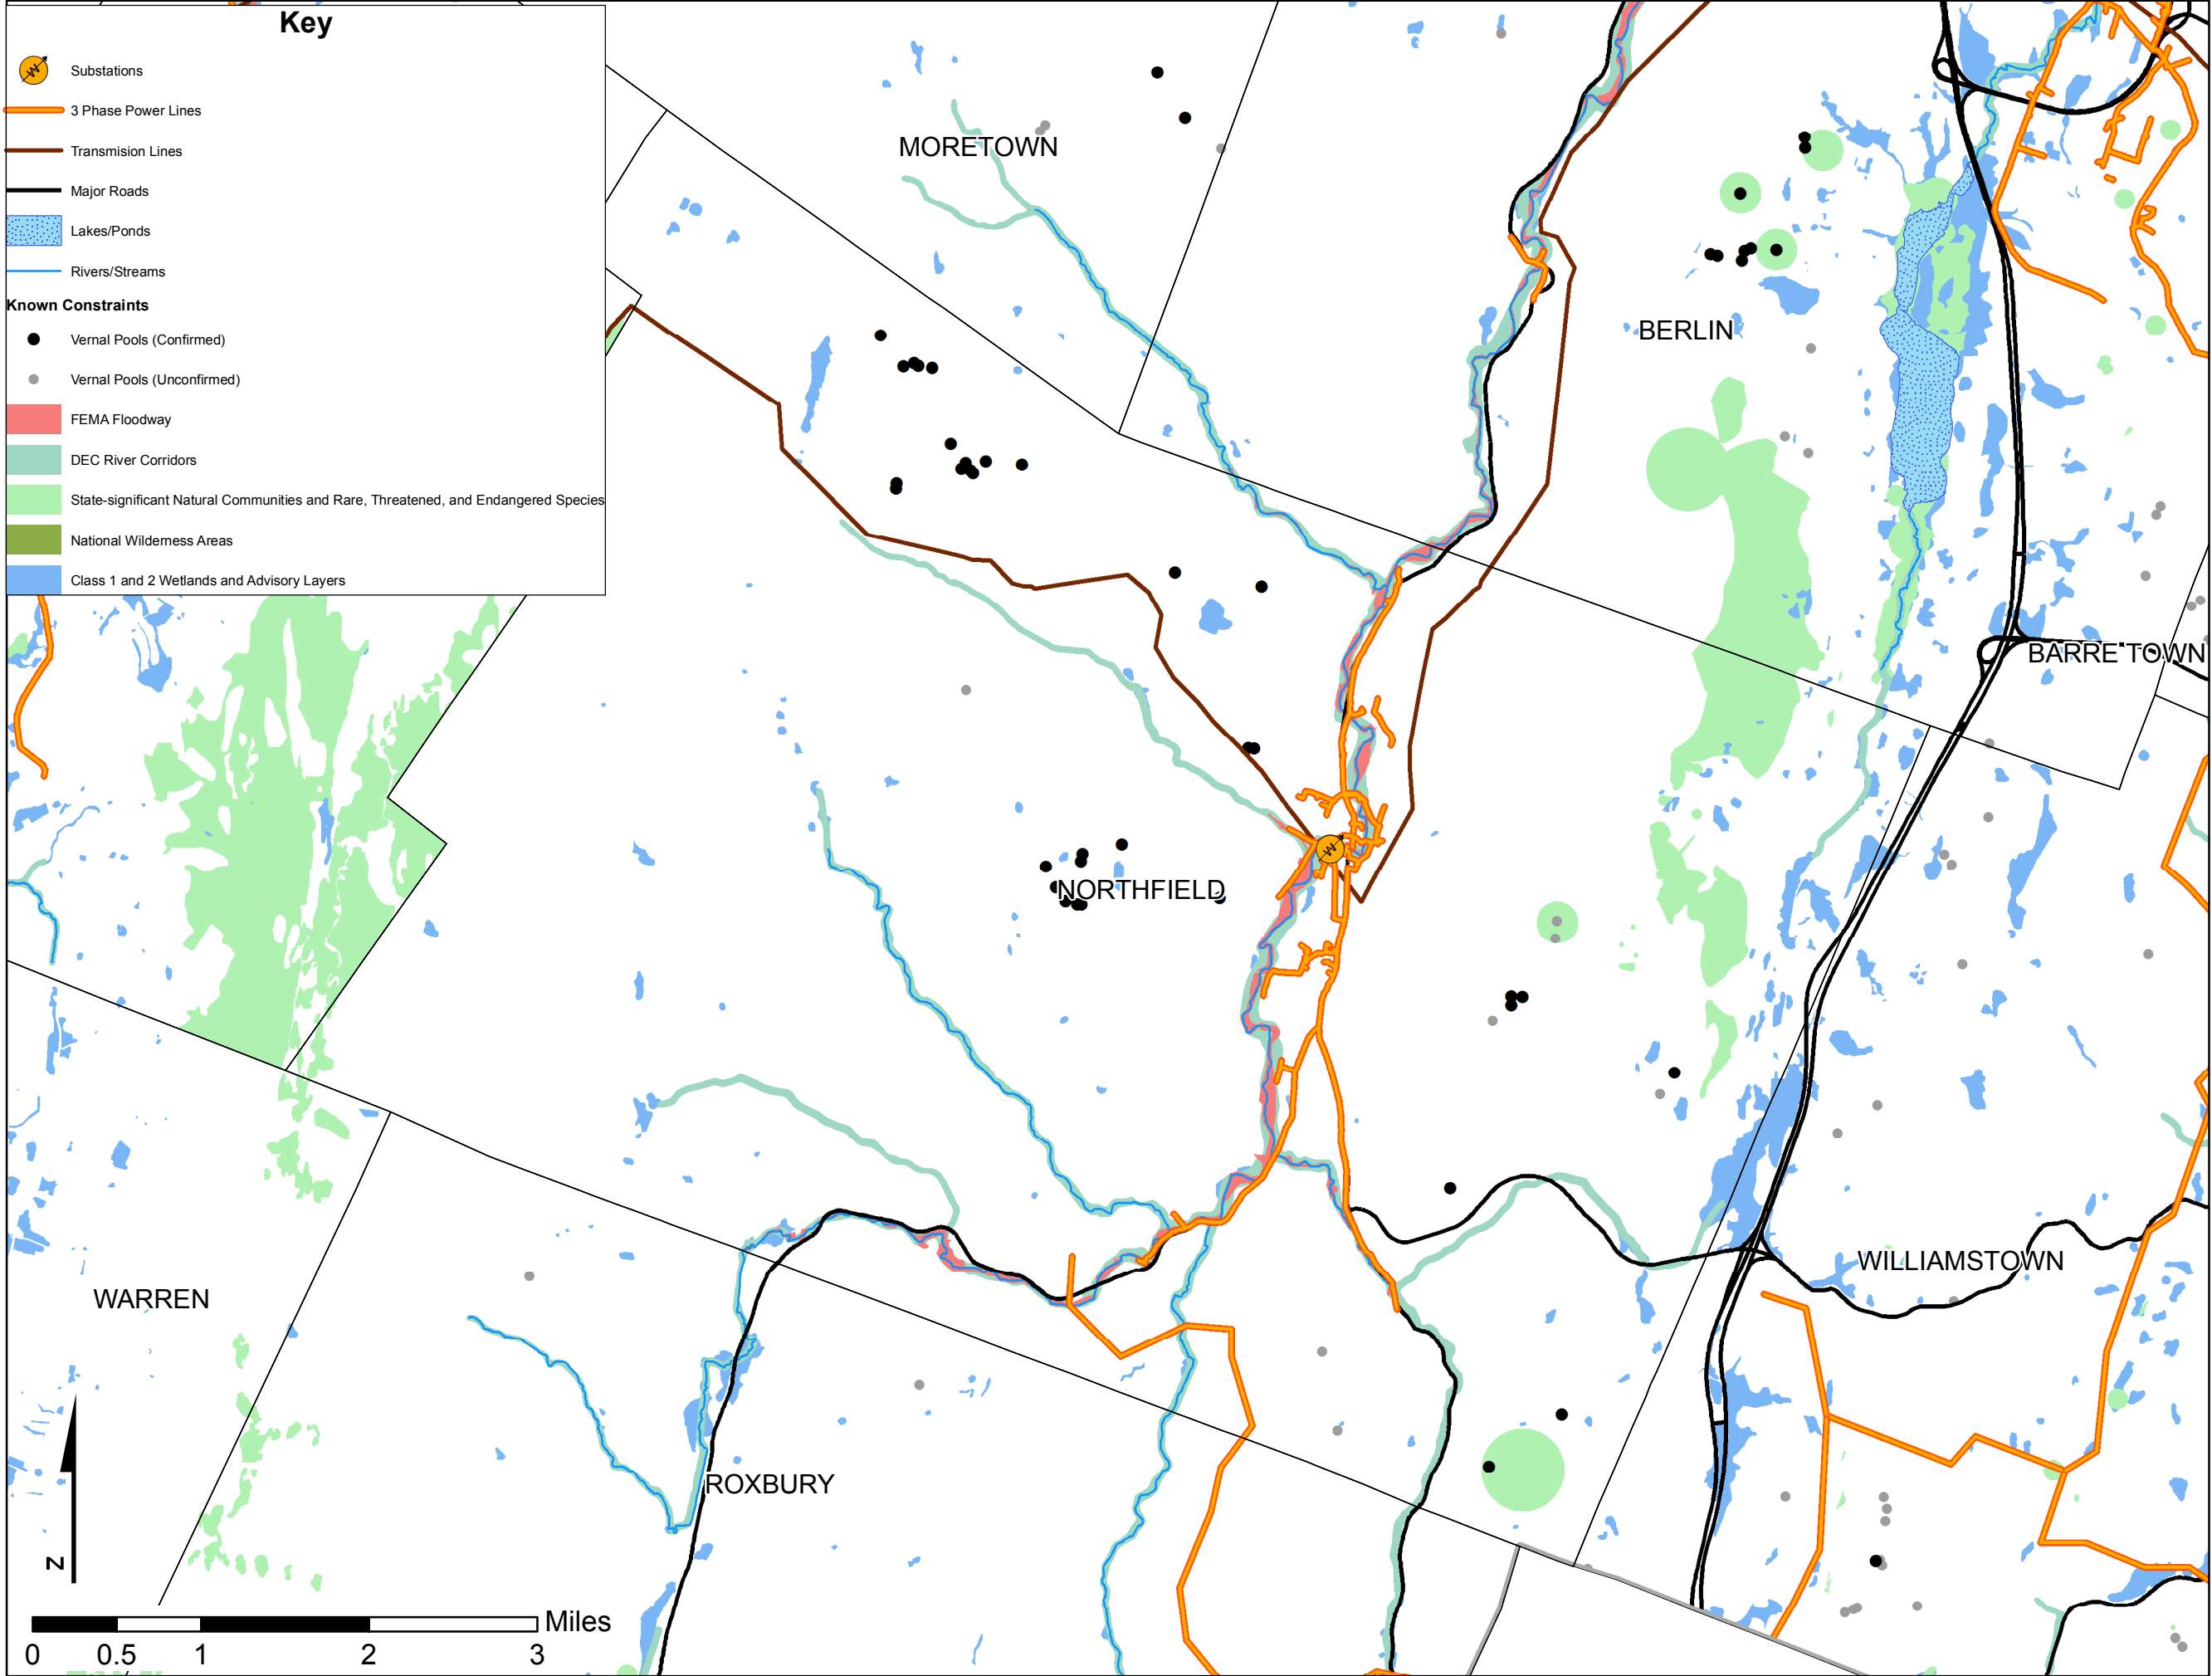 Key
W
Substations
3 Phase Power Lines
Transmision Lines
Major Roads
Lakes/Ponds
Rivers/Streams
Known Constraints
Vernal Pools (Confirmed)
Vernal Pools (Unconfirmed)
FEMA Floodway
DEC River Corridors
State-significant Natural Communities and Rare, Threatened, and Endangered Species
National Wilderness Areas
Class 1 and 2 Wetlands and Advisory Layers
MORETOWN
BERLIN
BARRE TOWN
W
NORTHFIELD
WILLIAMSTOWN
WARREN
ROXBURY
N
Miles
0 0.5 1 2 3